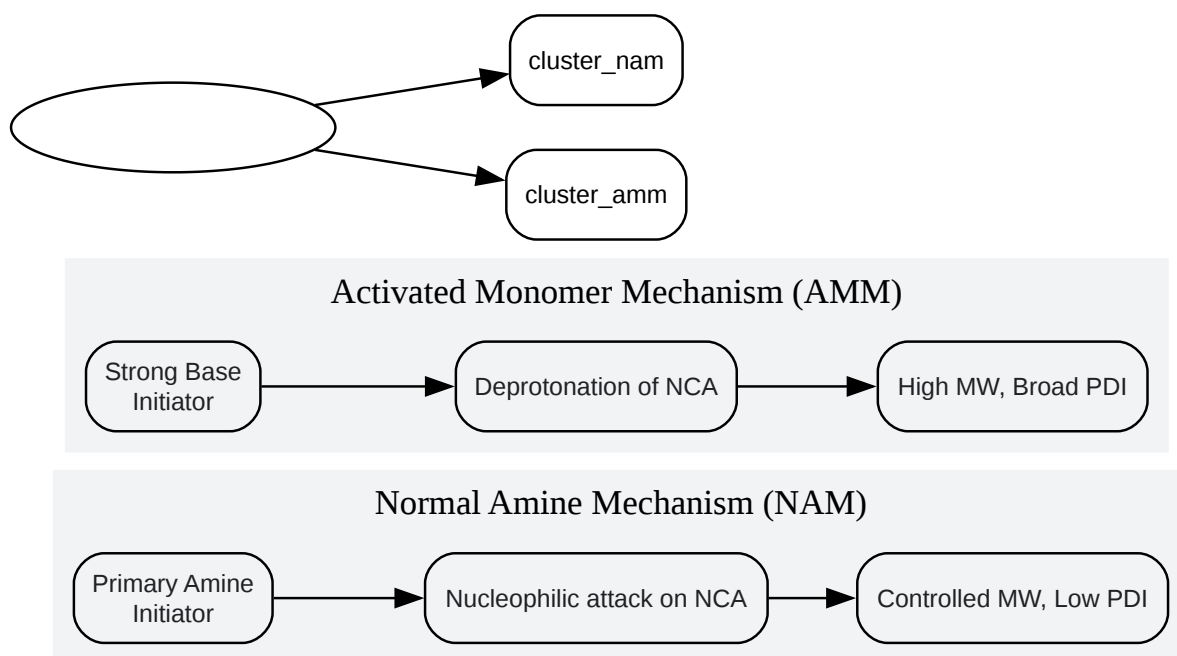 cluster_nam
cluster_amm
Activated Monomer Mechanism (AMM)
Strong Base
Initiator
Deprotonation of NCA
High MW, Broad PDI
Normal Amine Mechanism (NAM)
Primary Amine
Initiator
Nucleophilic attack on NCA
Controlled MW, Low PDI